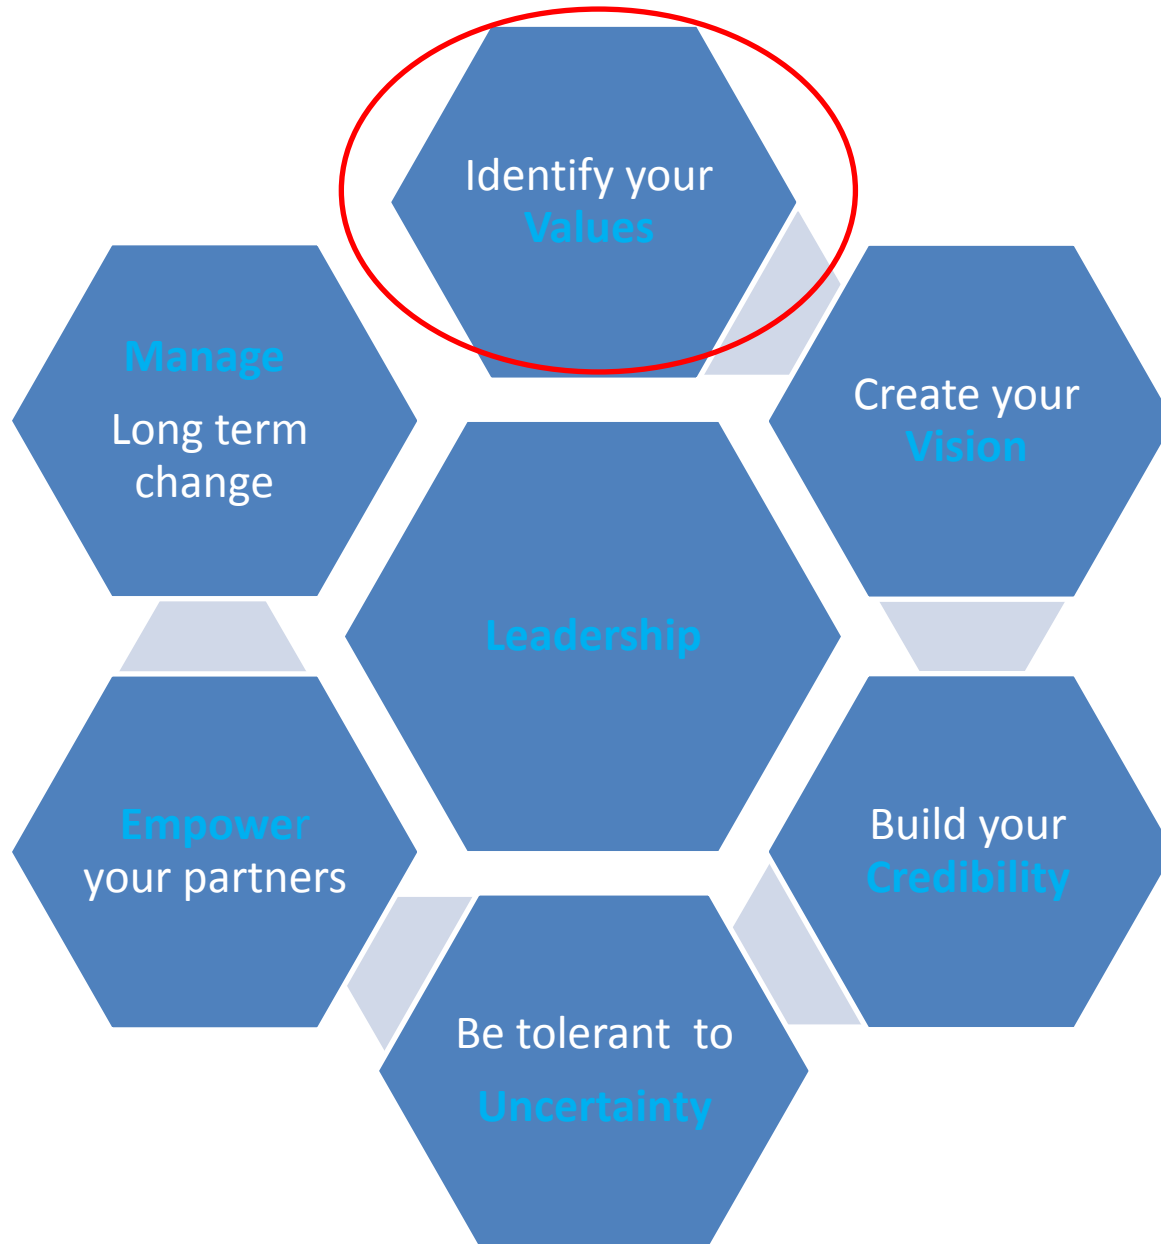 Identify your
Values
Create your
Vision
Build your
Credibility
Be tolerant  to
Uncertainty
Empower
your partners
Manage
Long term
change
Leadership